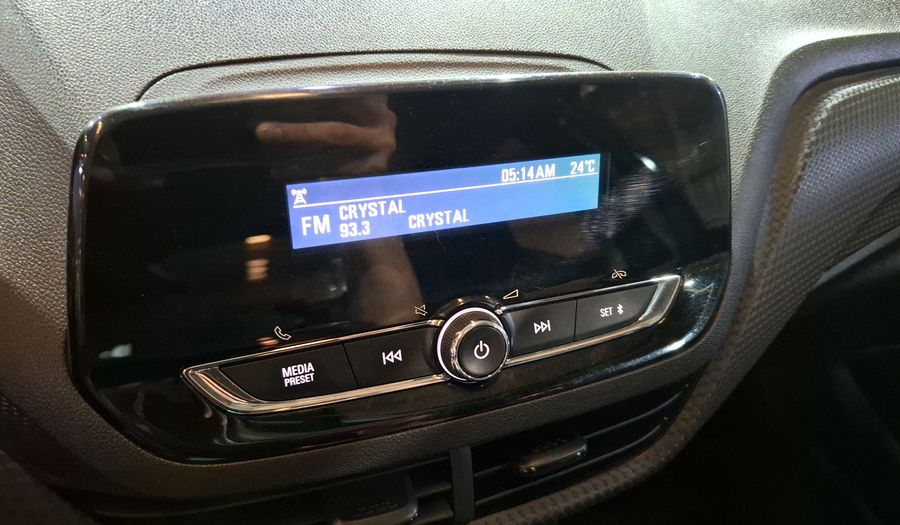 05:14AM 24°C
FM CRYSTAL
93.3 CRYSTAL
MEDIA
PRESET
SET